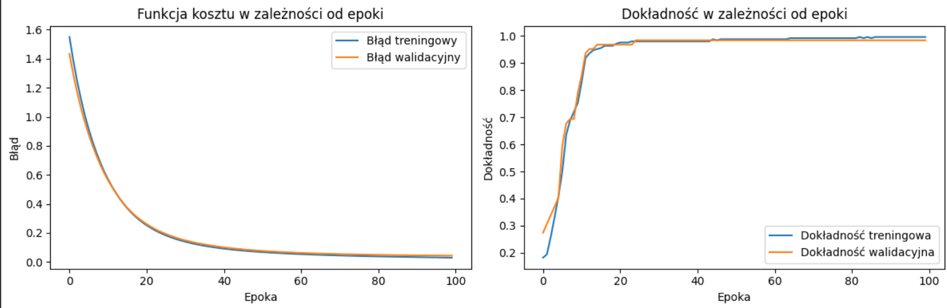 Funkcja kosztu w zależności od epoki
1.6
1.4
1.2
1.0
0.8
0.6
0.4
0.2
0.0
Błąd
Błąd treningowy
Błąd walidacyjny
0 20 40 60 80 100
Epoka
Dokładność w zależności od epoki
1.0
0.9
0.8
0.7
0.6
0.5
0.4
0.3
0.2
Dokładność
Dokładność treningowa
Dokładność walidacyjna
0 20 40 60 80 100
Epoka